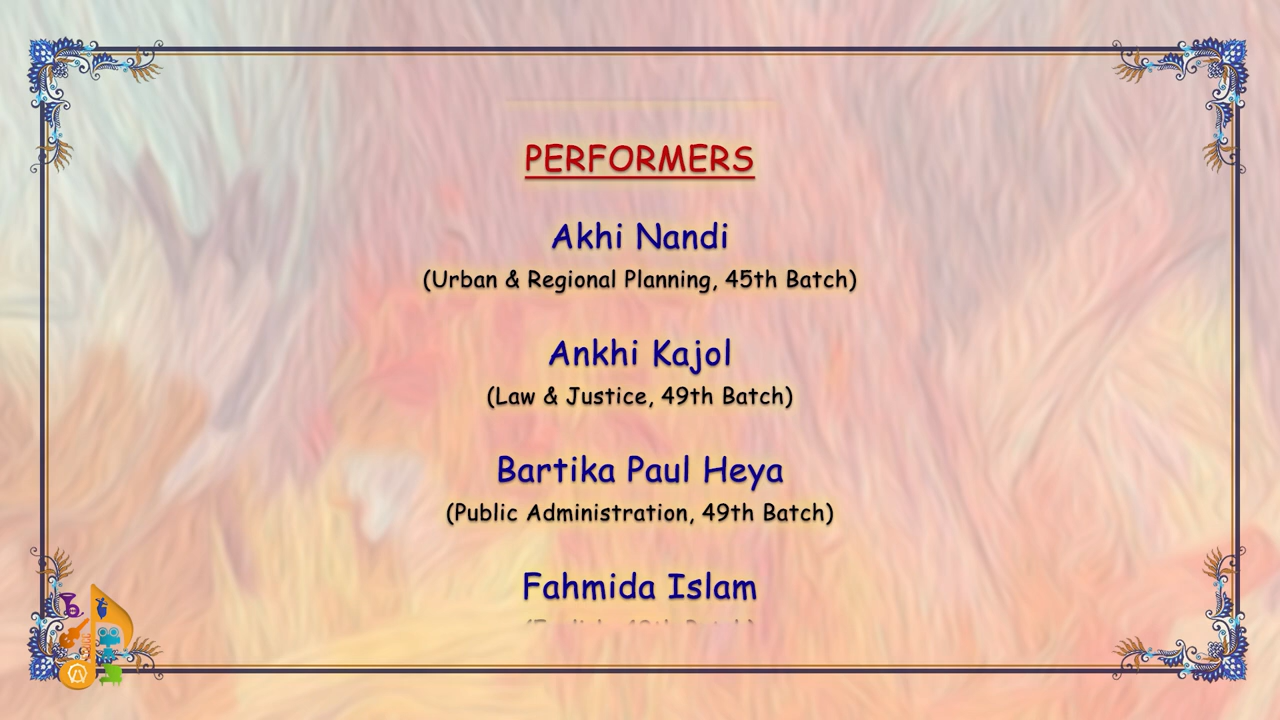 PERFORMERS
Akhi Nandi
(Urban & Regional Planning, 45th Batch)
Ankhi Kajol
(Law & Justice, 49th Batch)
Bartika Paul Heya
(Public Administration, 49th Batch)
Fahmida Islam